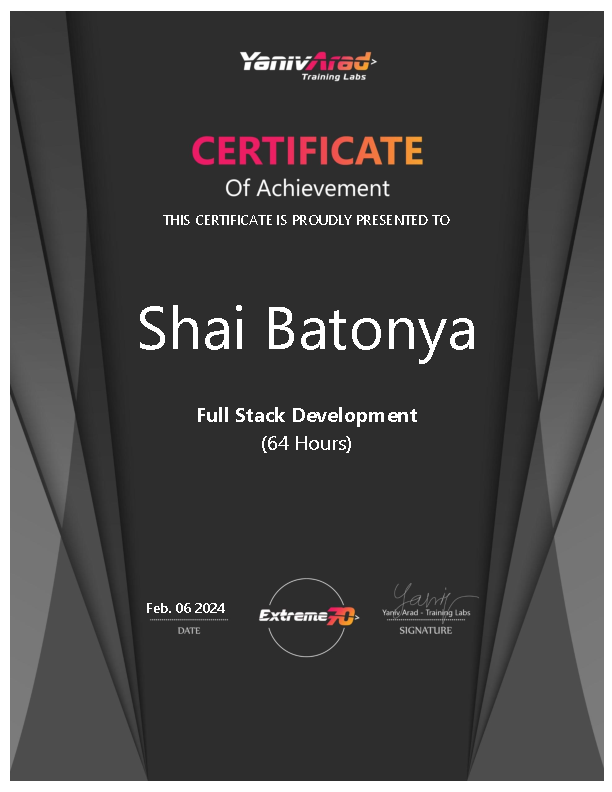 YanivArad>
Training Labs
CERTIFICATE
Of Achievement
THIS CERTIFICATE IS PROUDLY PRESENTED TO
Shai Batonya
Full Stack Development
(64 Hours)
Feb. 06 2024
DATE
Extreme70>
Yaniv
Yaniv Arad - Training Labs
SIGNATURE